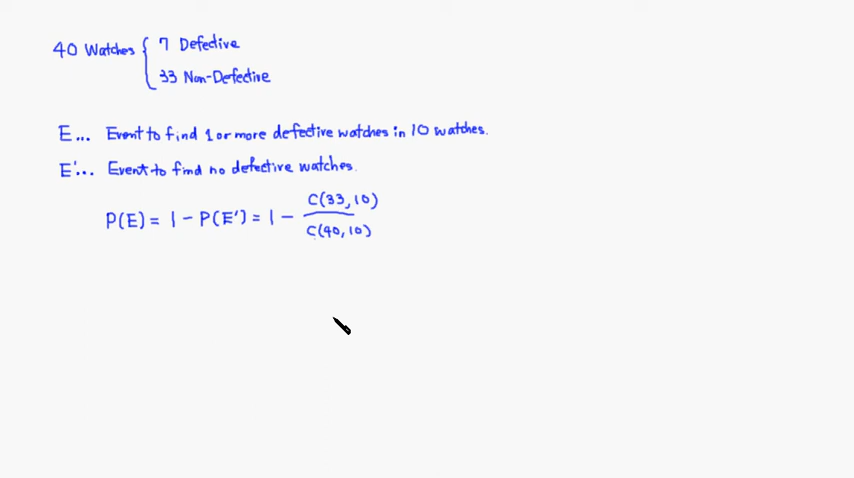 40 Watches { 7 Defective
33 Non-Defective
E... Event to find 1 or more defective watches in 10 watches.
E'... Event to find no defective watches.
P(E) = 1 - P(E') = 1 - C(33,10) / C(40,10)